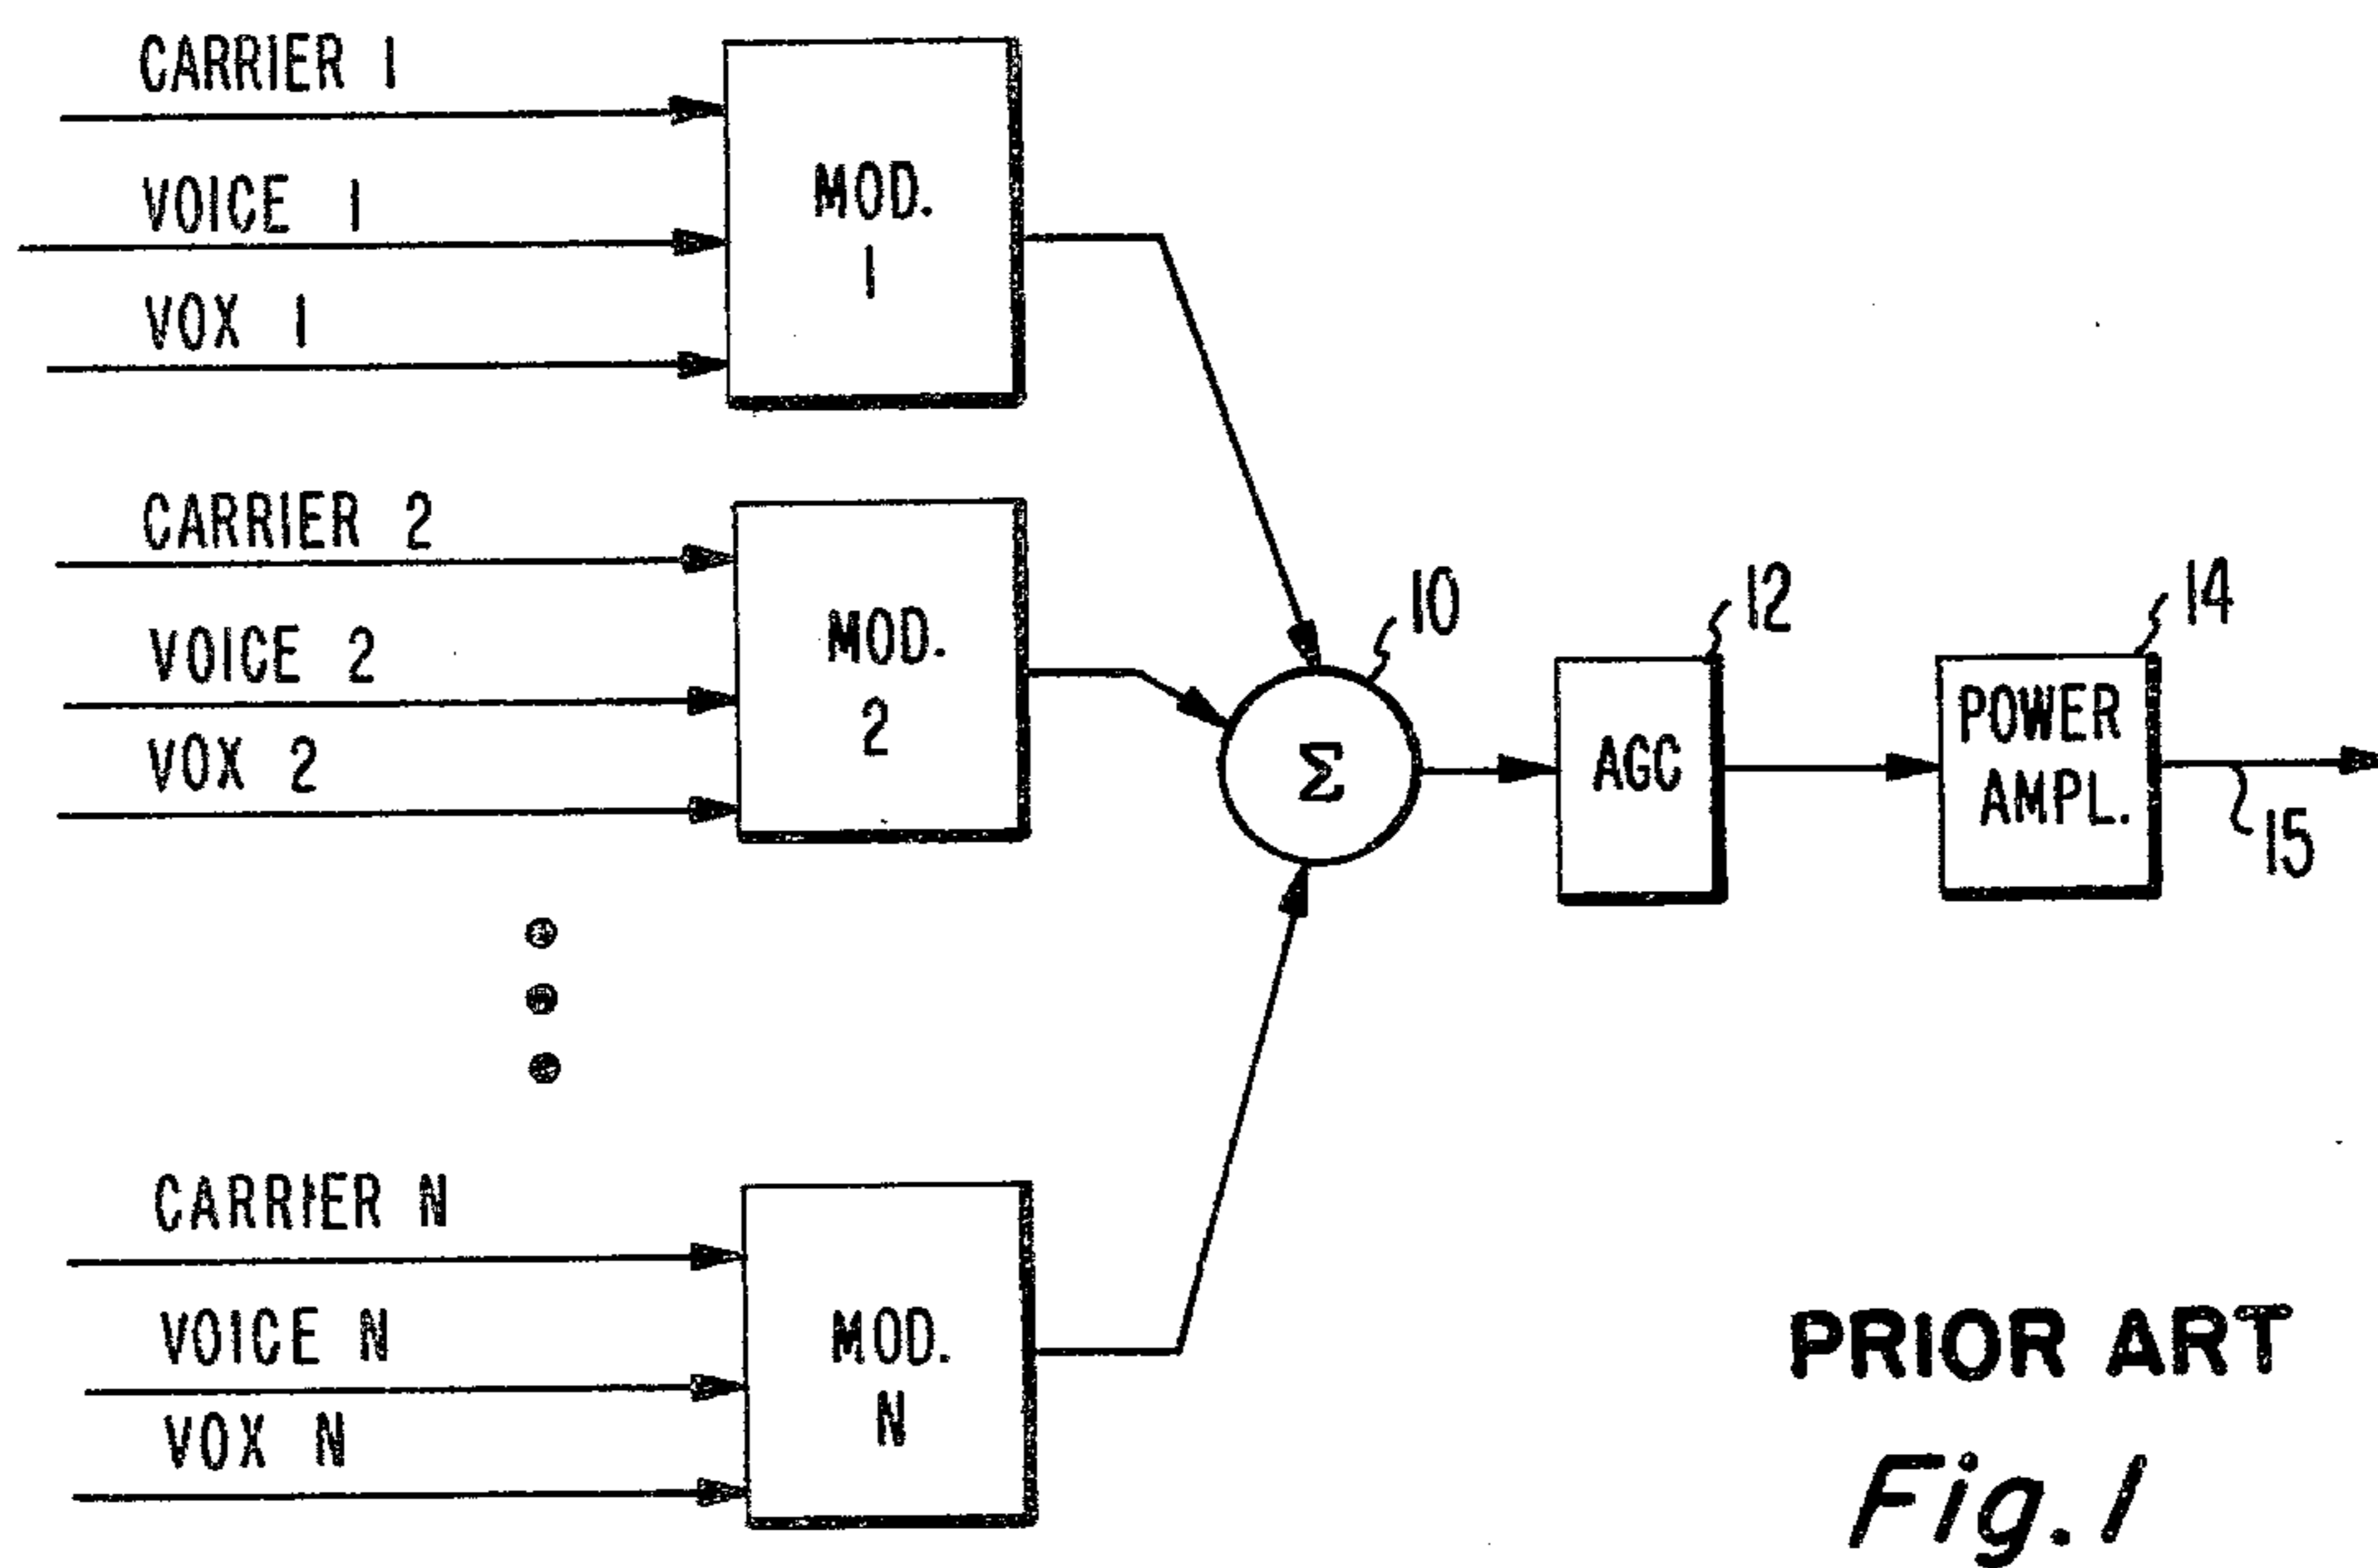 CARRIER 1
VOICE 1
VOX 1
MOD.
1
CARRIER 2
VOICE 2
VOX 2
MOD.
2
CARRIER N
VOICE N
VOX N
MOD.
N
Σ
10
AGC
12
POWER
AMPL.
14
15
PRIOR ART
Fig. 1